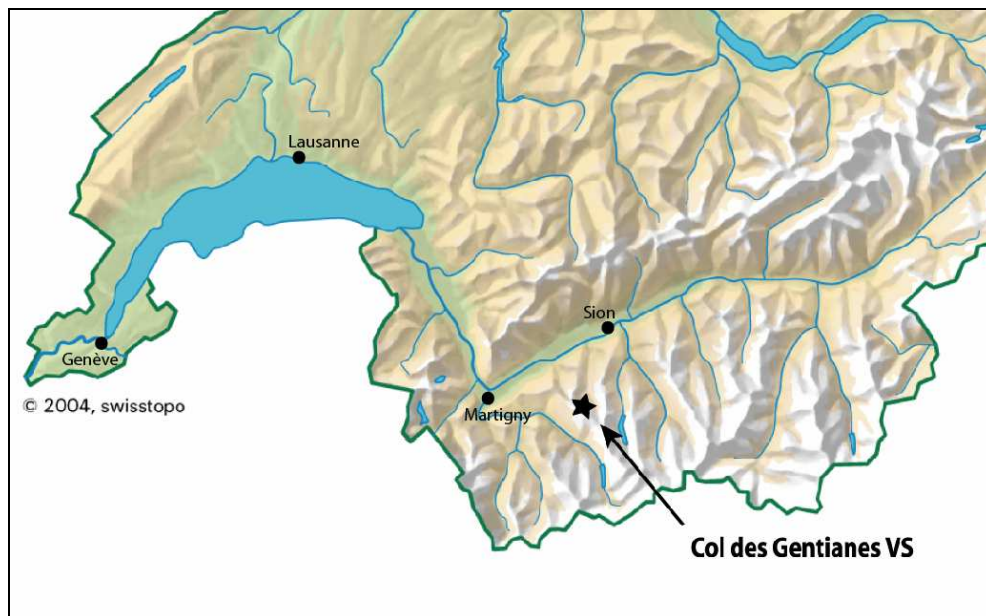 Lausanne
Sion
Genève
Martigny
© 2004, swisstopo
Col des Gentianes VS